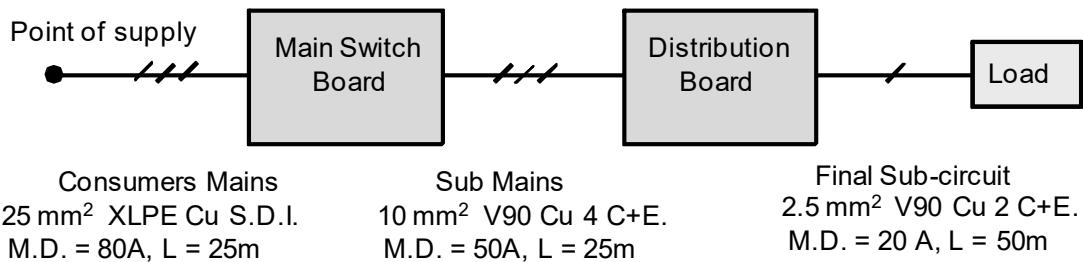 Point of supply
Main Switch
Board
Distribution
Board
Load
Consumers Mains
25 mm² XLPE Cu S.D.I.
M.D. = 80A, L = 25m
Sub Mains
10 mm² V90 Cu 4 C+E.
M.D. = 50A, L = 25m
Final Sub-circuit
2.5 mm² V90 Cu 2 C+E.
M.D. = 20 A, L = 50m